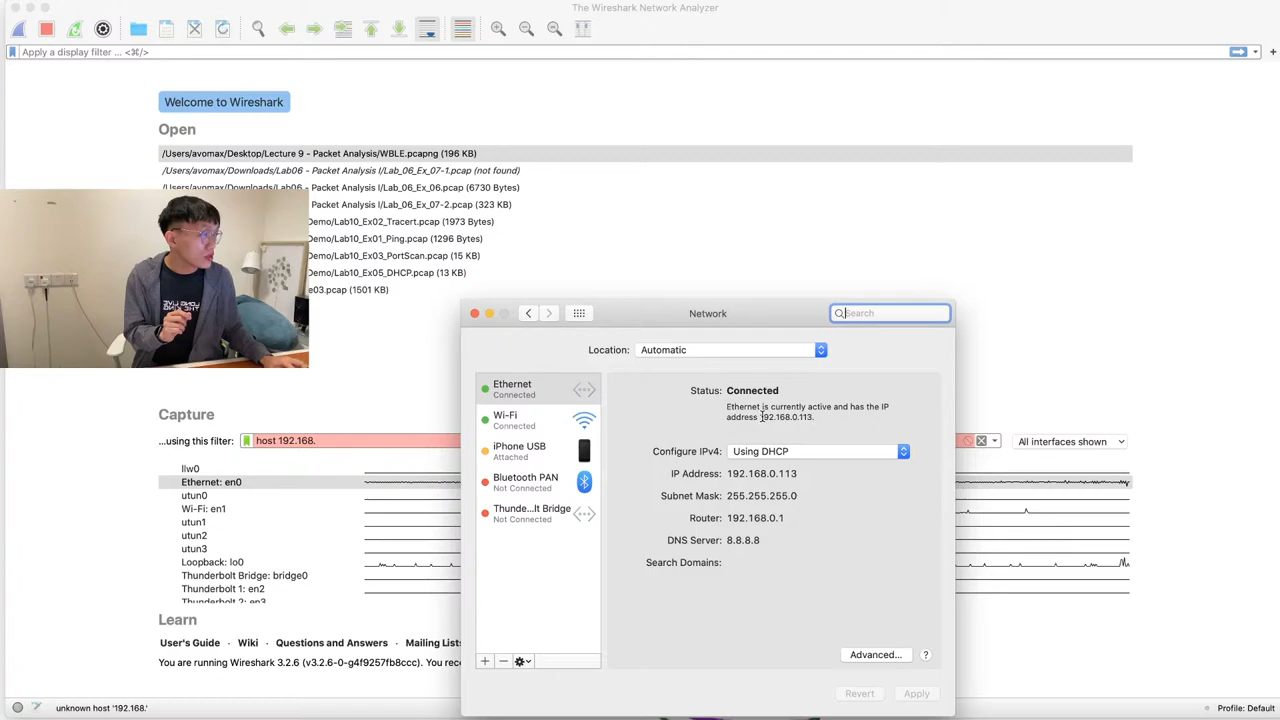 The Wireshark Network Analyzer
Apply a display filter ... <⌘/>
Welcome to Wireshark
Open
/Users/avomax/Desktop/Lecture 9 - Packet Analysis/WBLE.pcapng (196 KB)
/Users/avomax/Downloads/Lab06 - Packet Analysis I/Lab_06_Ex_07-1.pcap (not found)
/Users/avomax/Downloads/Lab06 - Packet Analysis I/Lab_06_Ex_06.pcap (6730 Bytes)
Packet Analysis I/Lab_06_Ex_07-2.pcap (323 KB)
Demo/Lab10_Ex02_Tracert.pcap (1973 Bytes)
Demo/Lab10_Ex01_Ping.pcap (1296 Bytes)
Demo/Lab10_Ex03_PortScan.pcap (15 KB)
Demo/Lab10_Ex05_DHCP.pcap (13 KB)
e03.pcap (1501 KB)
Capture
...using this filter:
host 192.168.
All interfaces shown
llw0
Ethernet: en0
utun0
Wi-Fi: en1
utun1
utun2
utun3
Loopback: lo0
Thunderbolt Bridge: bridge0
Thunderbolt 1: en2
Thunderbolt 2: en3
Learn
User's Guide · Wiki · Questions and Answers · Mailing Lists
You are running Wireshark 3.2.6 (v3.2.6-0-g4f9257fb8ccc). You rece
unknown host '192.168.'
Profile: Default
Network
Search
Location:
Automatic
Ethernet
Connected
Wi-Fi
Connected
iPhone USB
Attached
Bluetooth PAN
Not Connected
Thunde...lt Bridge
Not Connected
Status: Connected
Ethernet is currently active and has the IP
address 192.168.0.113.
Configure IPv4: Using DHCP
IP Address: 192.168.0.113
Subnet Mask: 255.255.255.0
Router: 192.168.0.1
DNS Server: 8.8.8.8
Search Domains:
Advanced...
?
Revert
Apply